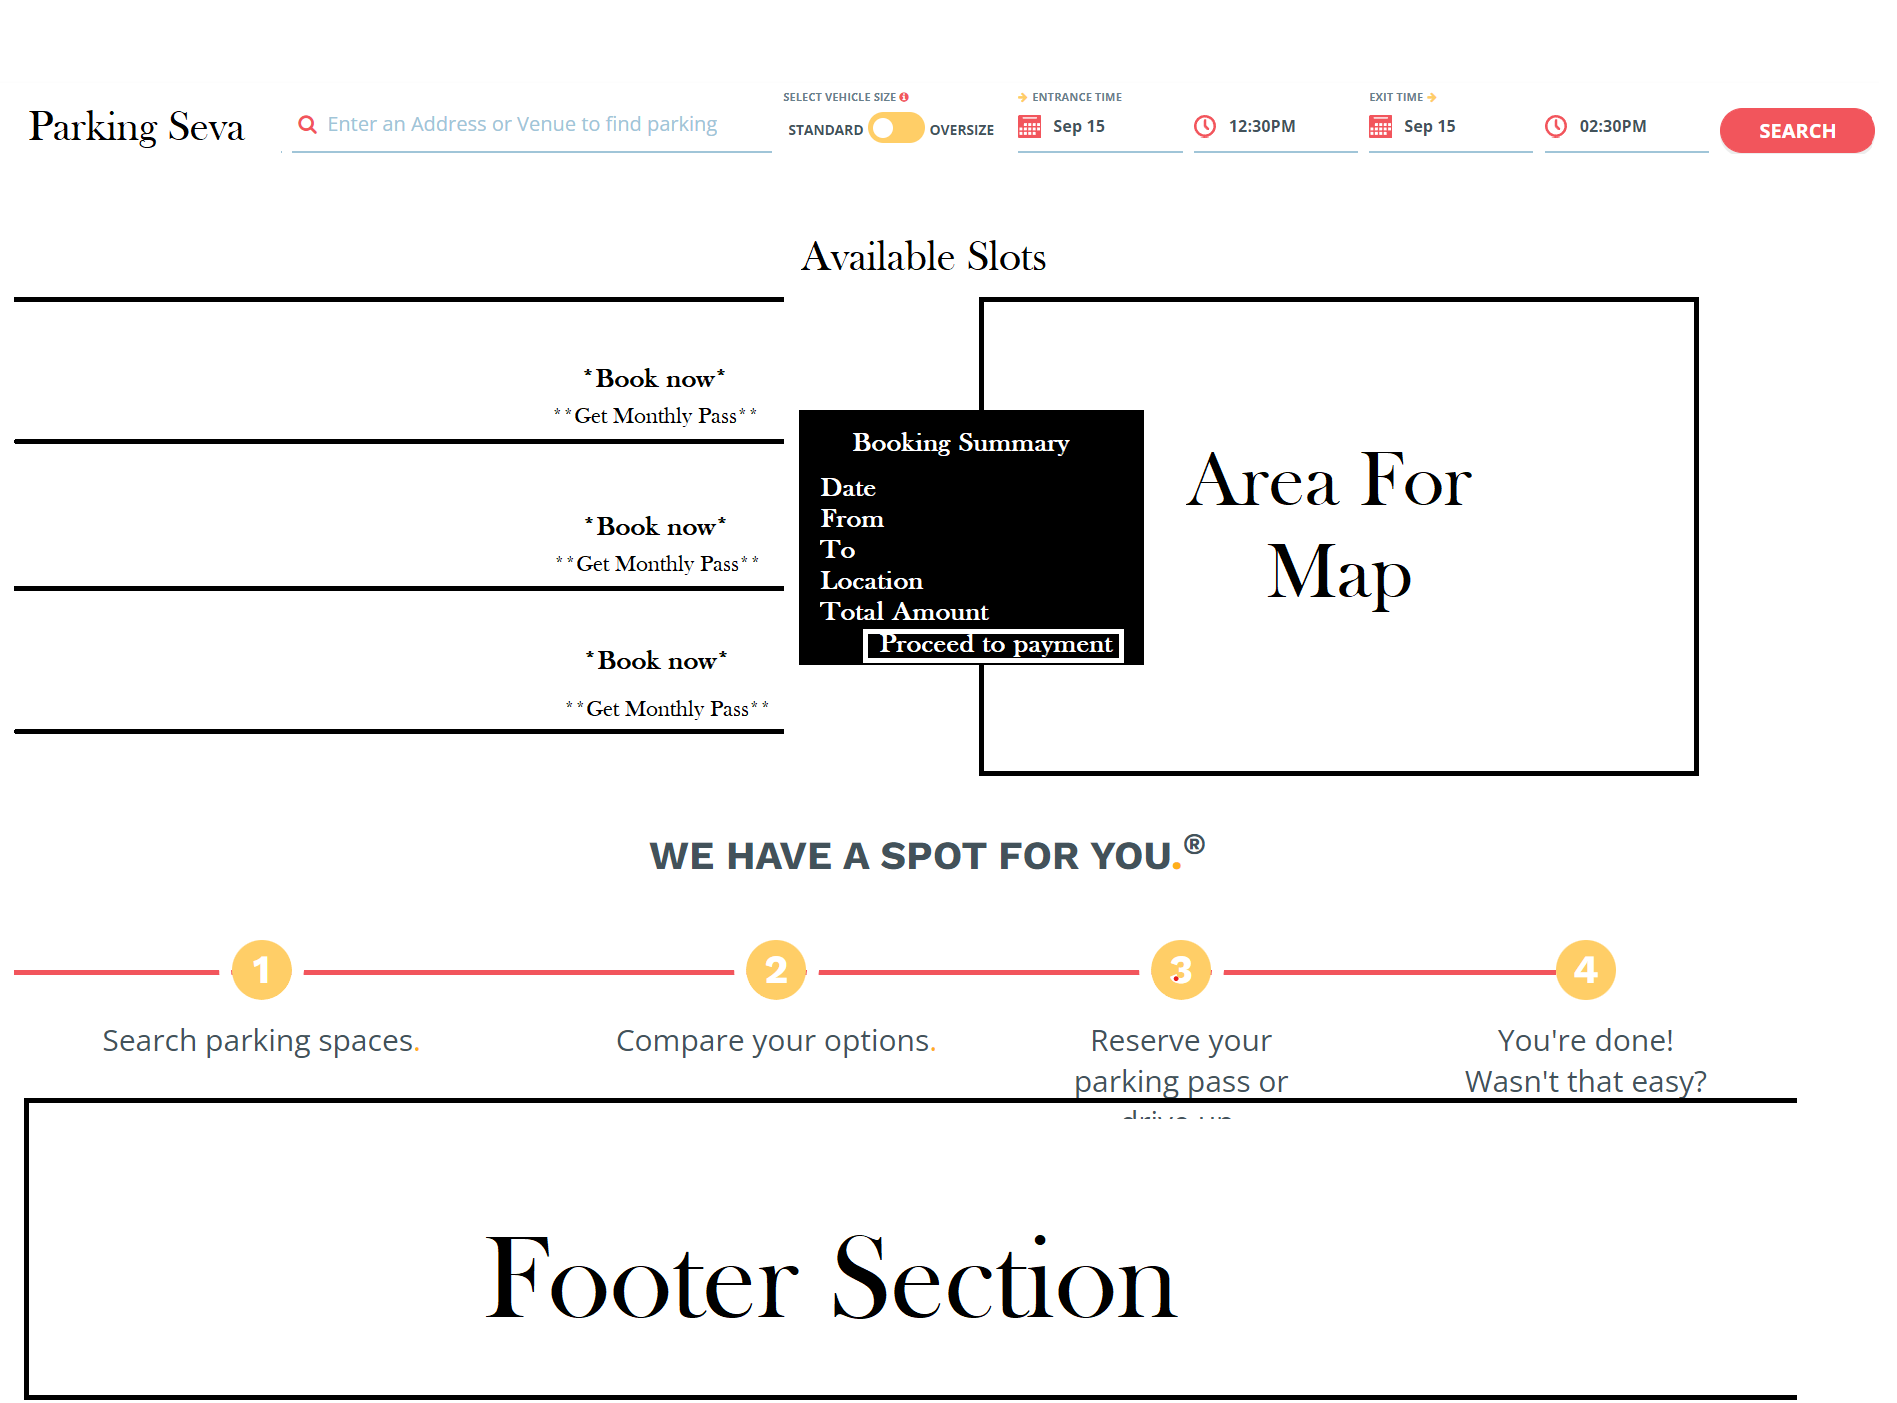 Parking Seva
Enter an Address or Venue to find parking
SELECT VEHICLE SIZE
STANDARD OVERSIZE
ENTRANCE TIME
Sep 15
12:30PM
EXIT TIME
Sep 15
02:30PM
SEARCH
Available Slots
*Book now*
**Get Monthly Pass**
*Book now*
**Get Monthly Pass**
*Book now*
**Get Monthly Pass**
Booking Summary
Date
From
To
Location
Total Amount
Proceed to payment
Area For
Map
WE HAVE A SPOT FOR YOU.®
1
Search parking spaces.
2
Compare your options.
3
Reserve your
parking pass or
drive up
4
You're done!
Wasn't that easy?
Footer Section